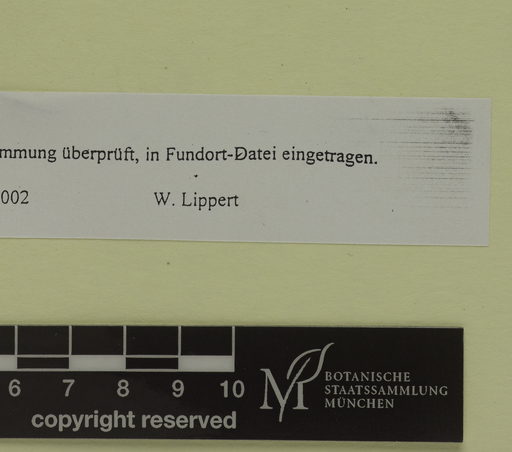 mmung überprüft, in Fundort-Datei eingetragen.
002 W. Lippert
6 7 8 9 10
copyright reserved
M BOTANISCHE
STAATSSAMMLUNG
MÜNCHEN